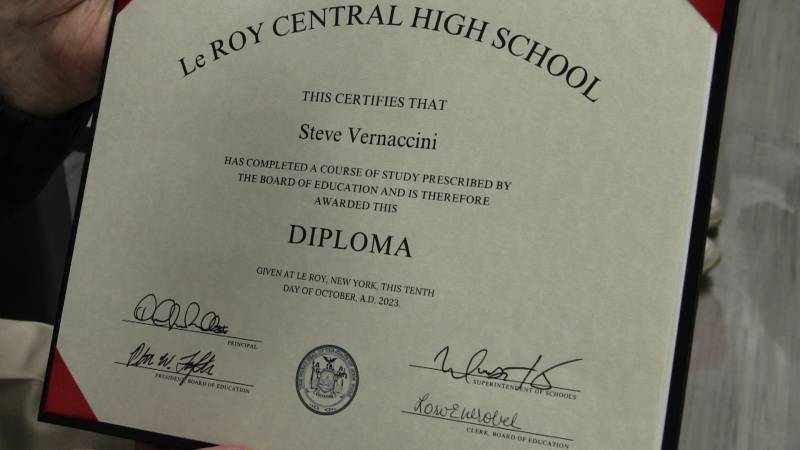 Le ROY CENTRAL HIGH SCHOOL
THIS CERTIFIES THAT
Steve Vernaccini
HAS COMPLETED A COURSE OF STUDY PRESCRIBED BY
THE BOARD OF EDUCATION AND IS THEREFORE
AWARDED THIS
DIPLOMA
GIVEN AT LE ROY, NEW YORK, THIS TENTH
DAY OF OCTOBER, A.D. 2023.
PRINCIPAL
PRESIDENT BOARD OF EDUCATION
SUPERINTENDENT OF SCHOOLS
CLERK, BOARD OF EDUCATION